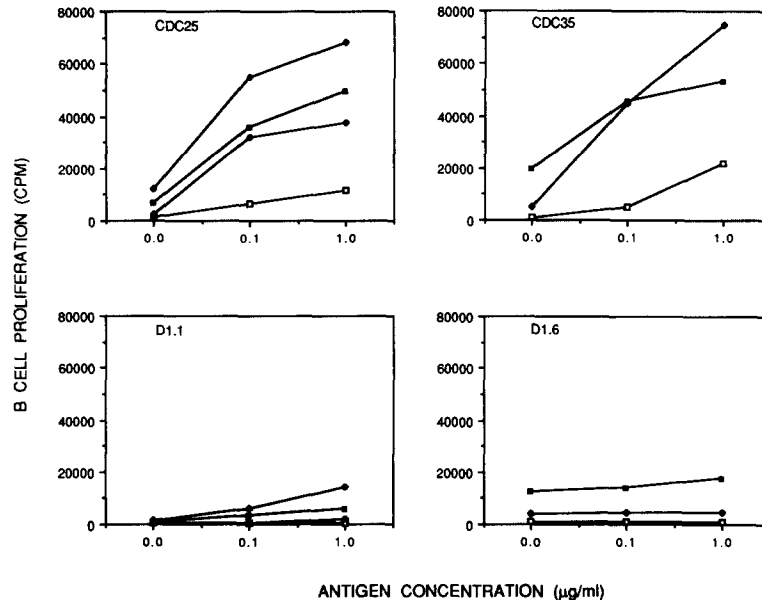 CDC25
80000
60000
40000
20000
0
0.0 0.1 1.0
CDC35
80000
60000
40000
20000
0
0.0 0.1 1.0
B CELL PROLIFERATION (CPM)
D1.1
80000
60000
40000
20000
0
0.0 0.1 1.0
D1.6
80000
60000
40000
20000
0
0.0 0.1 1.0
ANTIGEN CONCENTRATION (µg/ml)